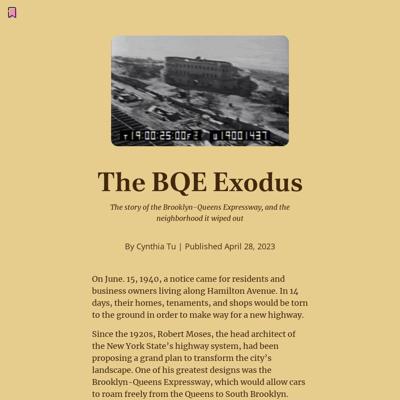 T 19:00:25:00F2 U19001437
The BQE Exodus
The story of the Brooklyn-Queens Expressway, and the
neighborhood it wiped out
By Cynthia Tu | Published April 28, 2023
On June. 15, 1940, a notice came for residents and
business owners living along Hamilton Avenue. In 14
days, their homes, tenaments, and shops would be torn
to the ground in order to make way for a new highway.
Since the 1920s, Robert Moses, the head architect of
the New York State's highway system, had been
proposing a grand plan to transform the city's
landscape. One of his greatest designs was the
Brooklyn-Queens Expressway, which would allow cars
to roam freely from the Queens to South Brooklyn.